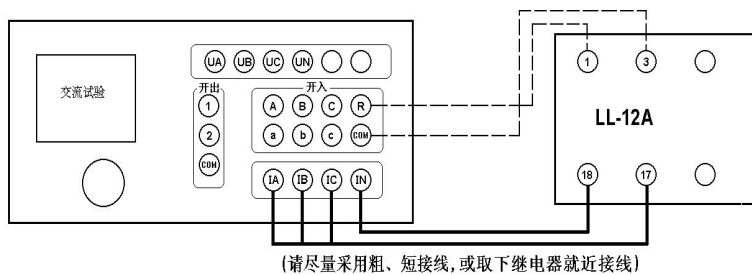 UA UB UC UN
开出 开入
交流试验
1 A B C R
1 3
2 a b c COM
LL-12A
COM
IA IB IC IN
18 17
(请尽量采用粗、短接线,或取下继电器就近接线)